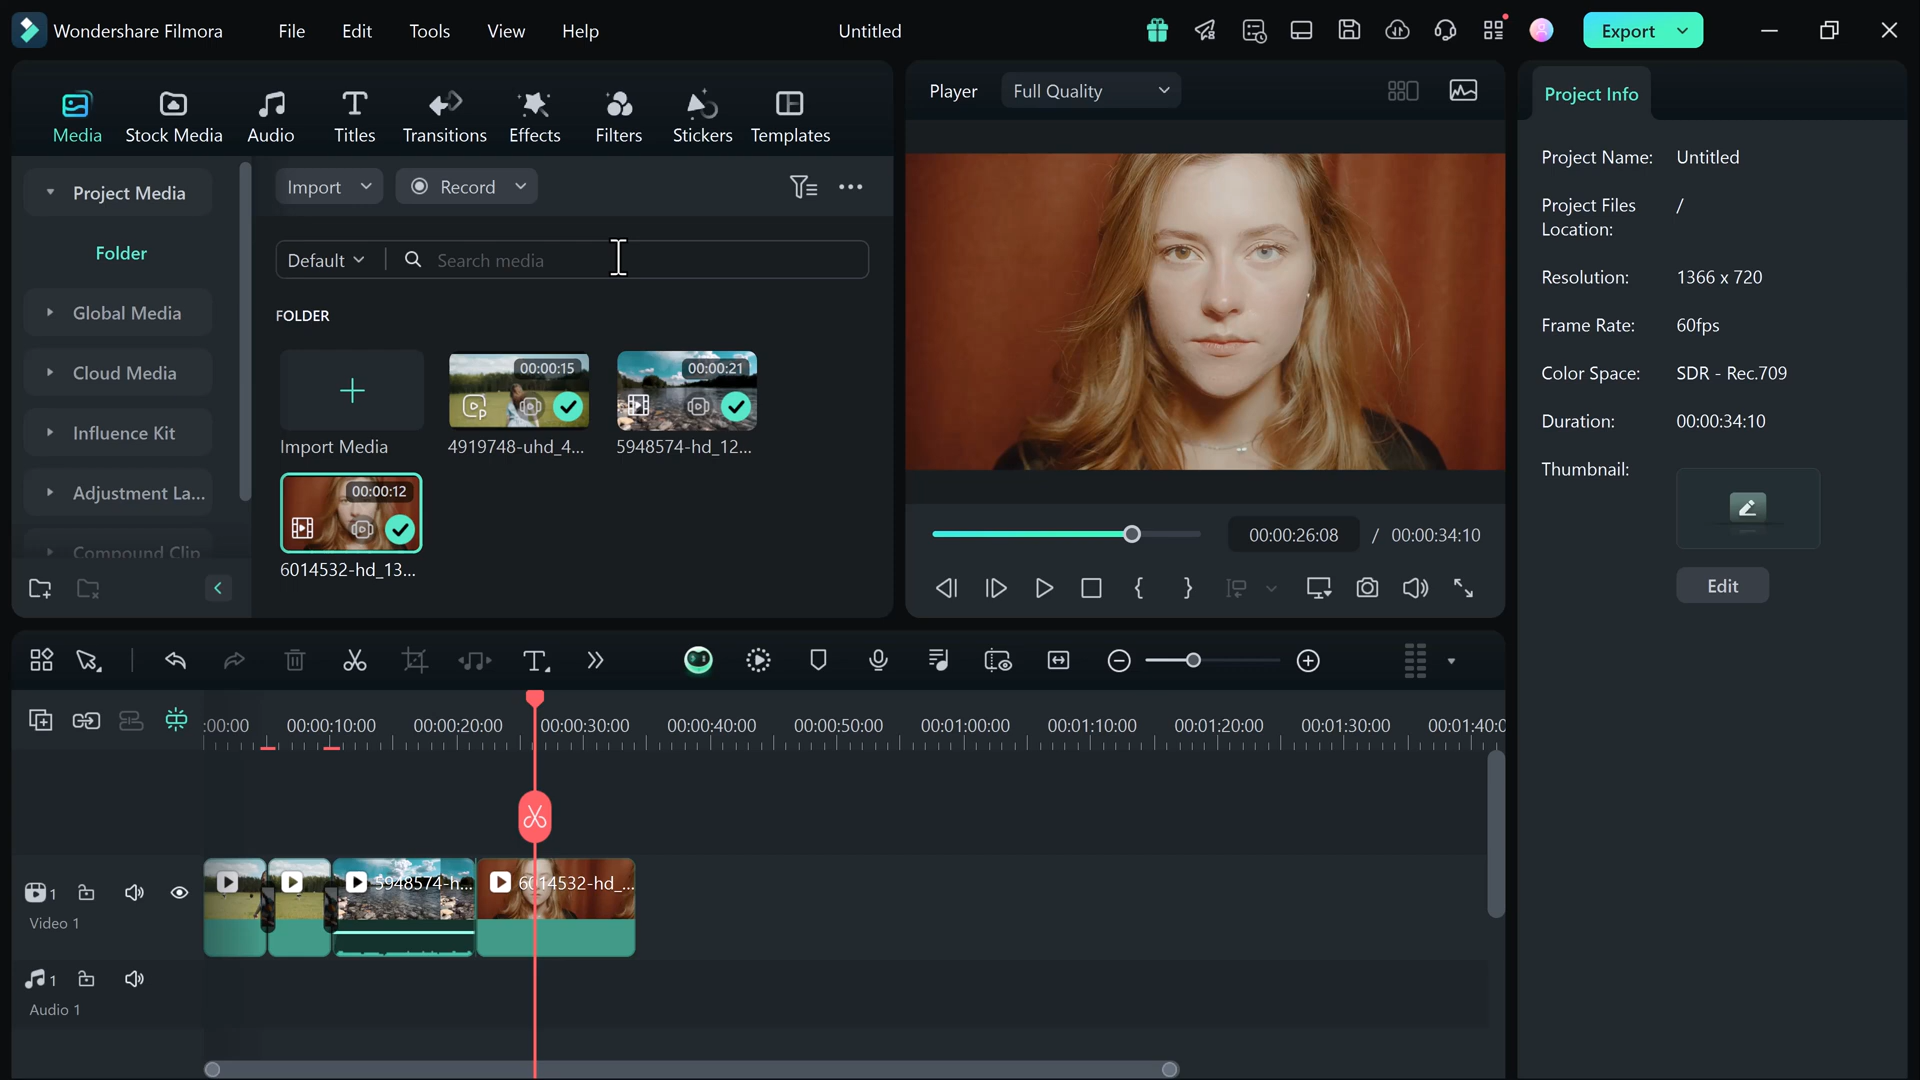 Wondershare Filmora
File
Edit
Tools
View
Help
Untitled
Export
Media
Stock Media
Audio
Titles
Transitions
Effects
Filters
Stickers
Templates
Project Media
Folder
Global Media
Cloud Media
Influence Kit
Adjustment La...
Compound Clip
Import
Record
Default
Search media
FOLDER
Import Media
00:00:15
4919748-uhd_4...
00:00:21
5948574-hd_12...
00:00:12
6014532-hd_13...
Player
Full Quality
00:00:26:08
/
00:00:34:10
Project Info
Project Name: Untitled
Project Files Location: /
Resolution: 1366 x 720
Frame Rate: 60fps
Color Space: SDR - Rec.709
Duration: 00:00:34:10
Thumbnail:
Edit
:00:00
00:00:10:00
00:00:20:00
00:00:30:00
00:00:40:00
00:00:50:00
00:01:00:00
00:01:10:00
00:01:20:00
00:01:30:00
00:01:40:0
1
Video 1
5948574-h...
6014532-hd_...
1
Audio 1